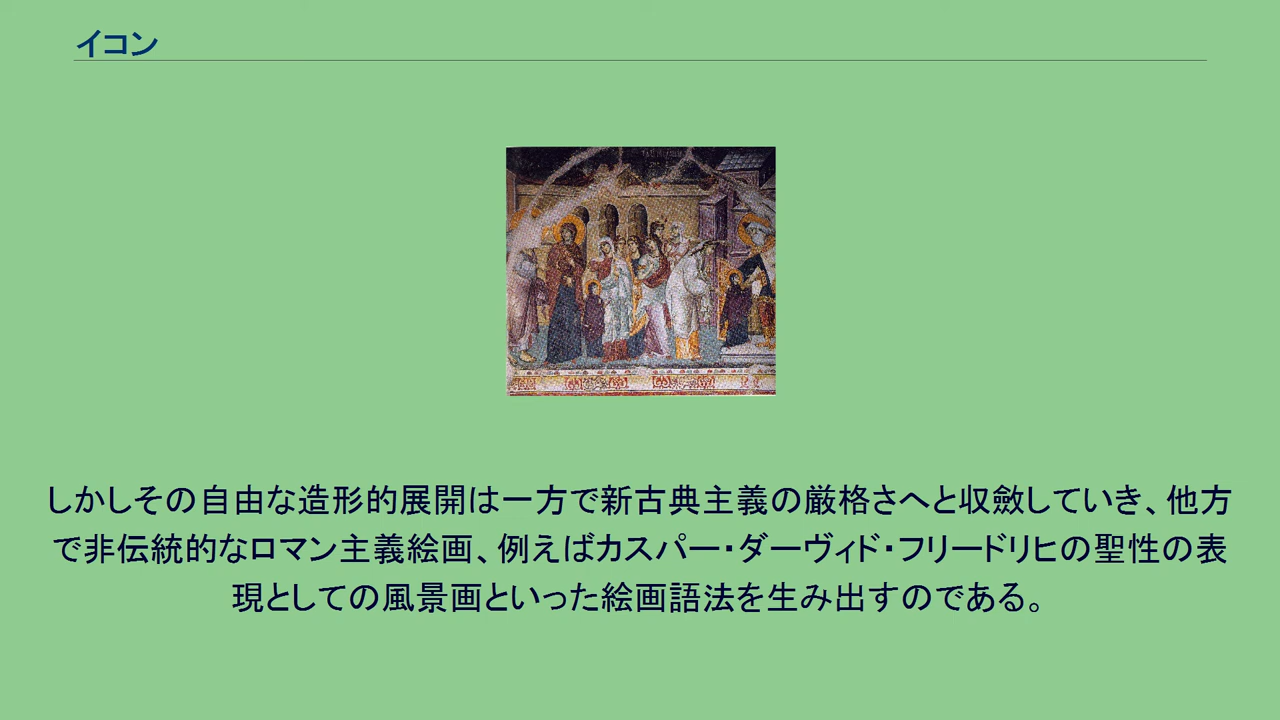 イコン
しかしその自由な造形的展開は一方で新古典主義の厳格さへと収斂していき、他方
で非伝統的なロマン主義絵画、例えばカスパー・ダーヴィド・フリードリヒの聖性の表
現としての風景画といった絵画語法を生み出すのである。